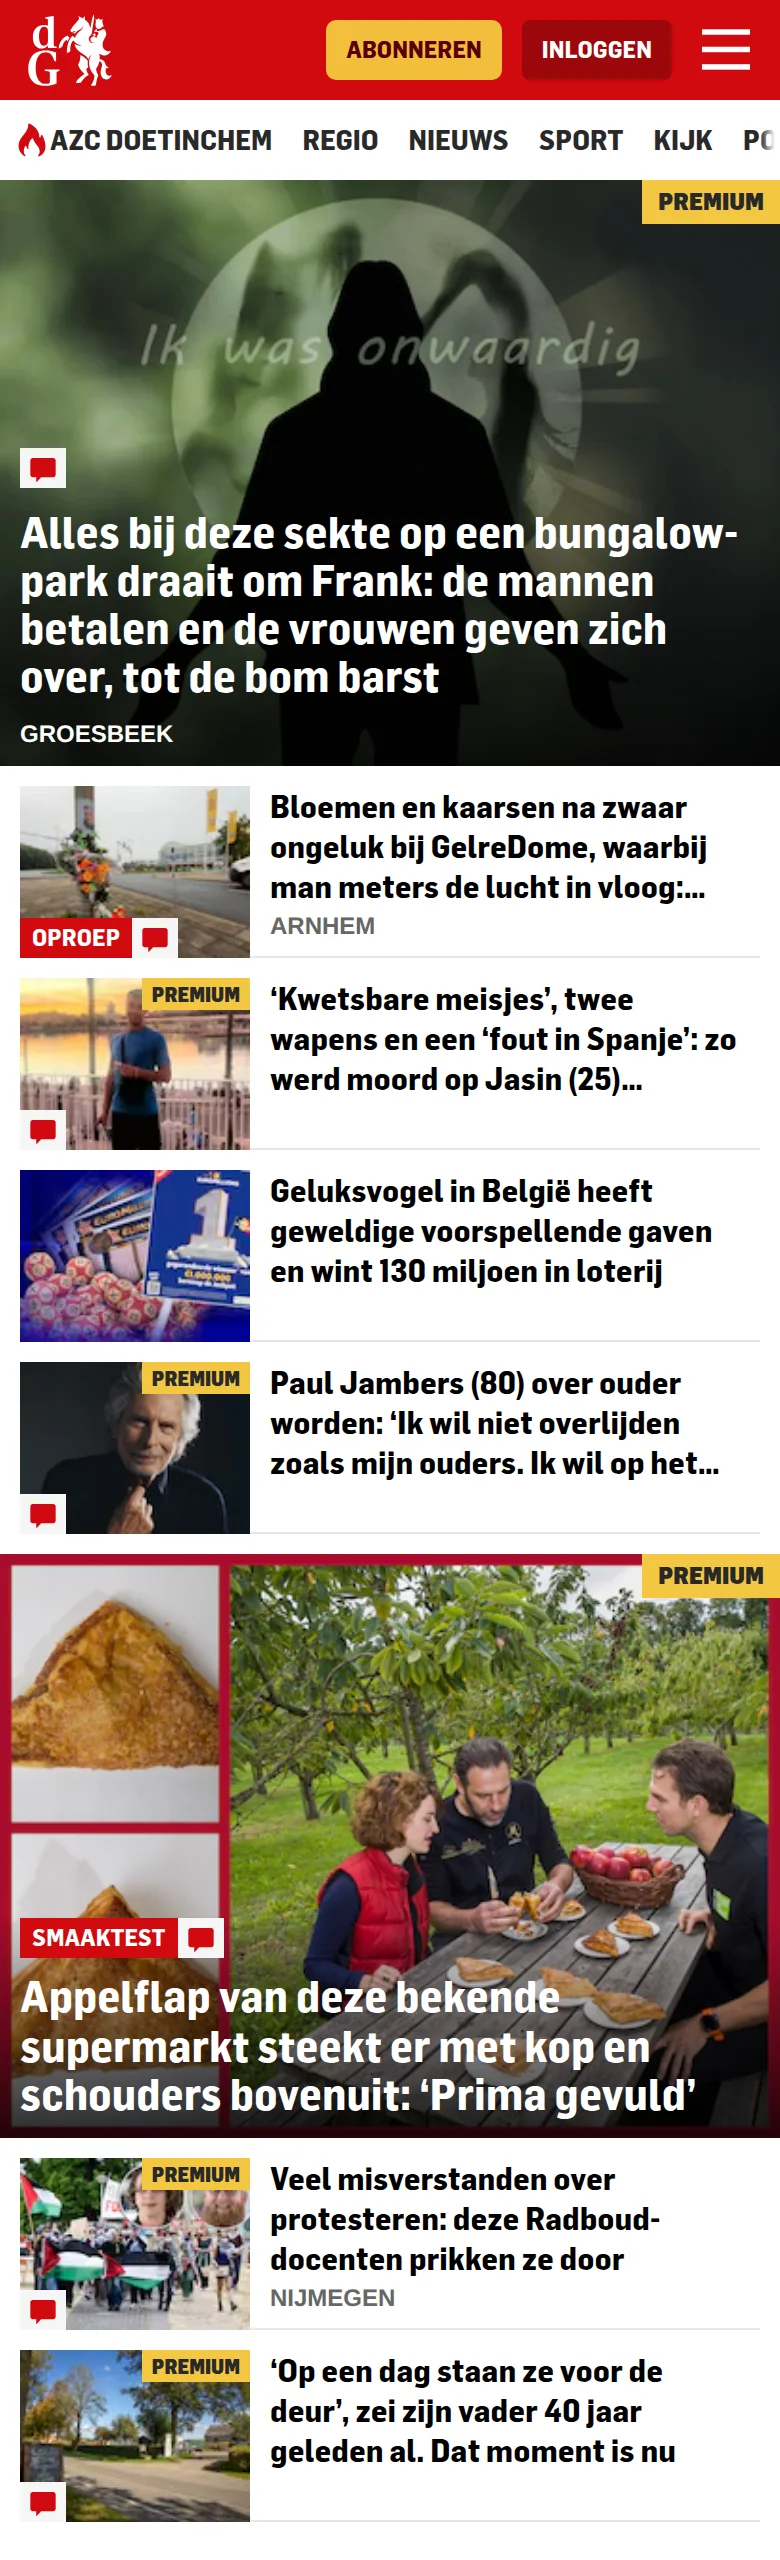 dG
ABONNEREN
INLOGGEN
AZC DOETINCHEM REGIO NIEUWS SPORT KIJK
PREMIUM
Ik was onwaardig
Alles bij deze sekte op een bungalow-
park draait om Frank: de mannen
betalen en de vrouwen geven zich
over, tot de bom barst
GROESBEEK
OPROEP
Bloemen en kaarsen na zwaar
ongeluk bij GelreDome, waarbij
man meters de lucht in vloog:...
ARNHEM
PREMIUM
‘Kwetsbare meisjes’, twee
wapens en een ‘fout in Spanje’: zo
werd moord op Jasin (25)...
1
Geluksvogel in België heeft
geweldige voorspellende gaven
en wint 130 miljoen in loterij
PREMIUM
Paul Jambers (80) over ouder
worden: ‘Ik wil niet overlijden
zoals mijn ouders. Ik wil op het...
PREMIUM
SMAAKTEST
Appelflap van deze bekende
supermarkt steekt er met kop en
schouders bovenuit: ‘Prima gevuld’
PREMIUM
Veel misverstanden over
protesteren: deze Radboud-
docenten prikken ze door
NIJMEGEN
PREMIUM
‘Op een dag staan ze voor de
deur’, zei zijn vader 40 jaar
geleden al. Dat moment is nu